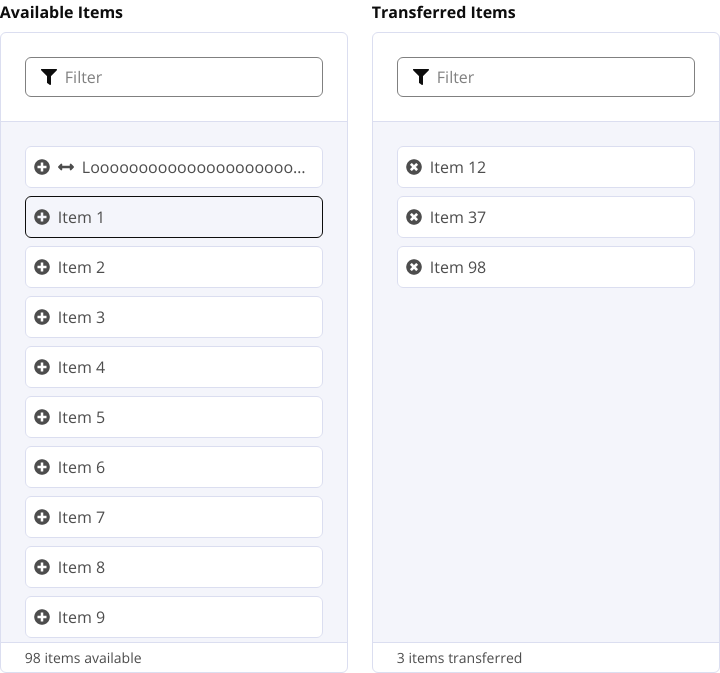 Available Items
Filter
Looooooooooooooooooooo...
Item 1
Item 2
Item 3
Item 4
Item 5
Item 6
Item 7
Item 8
Item 9
98 items available
Transferred Items
Filter
Item 12
Item 37
Item 98
3 items transferred